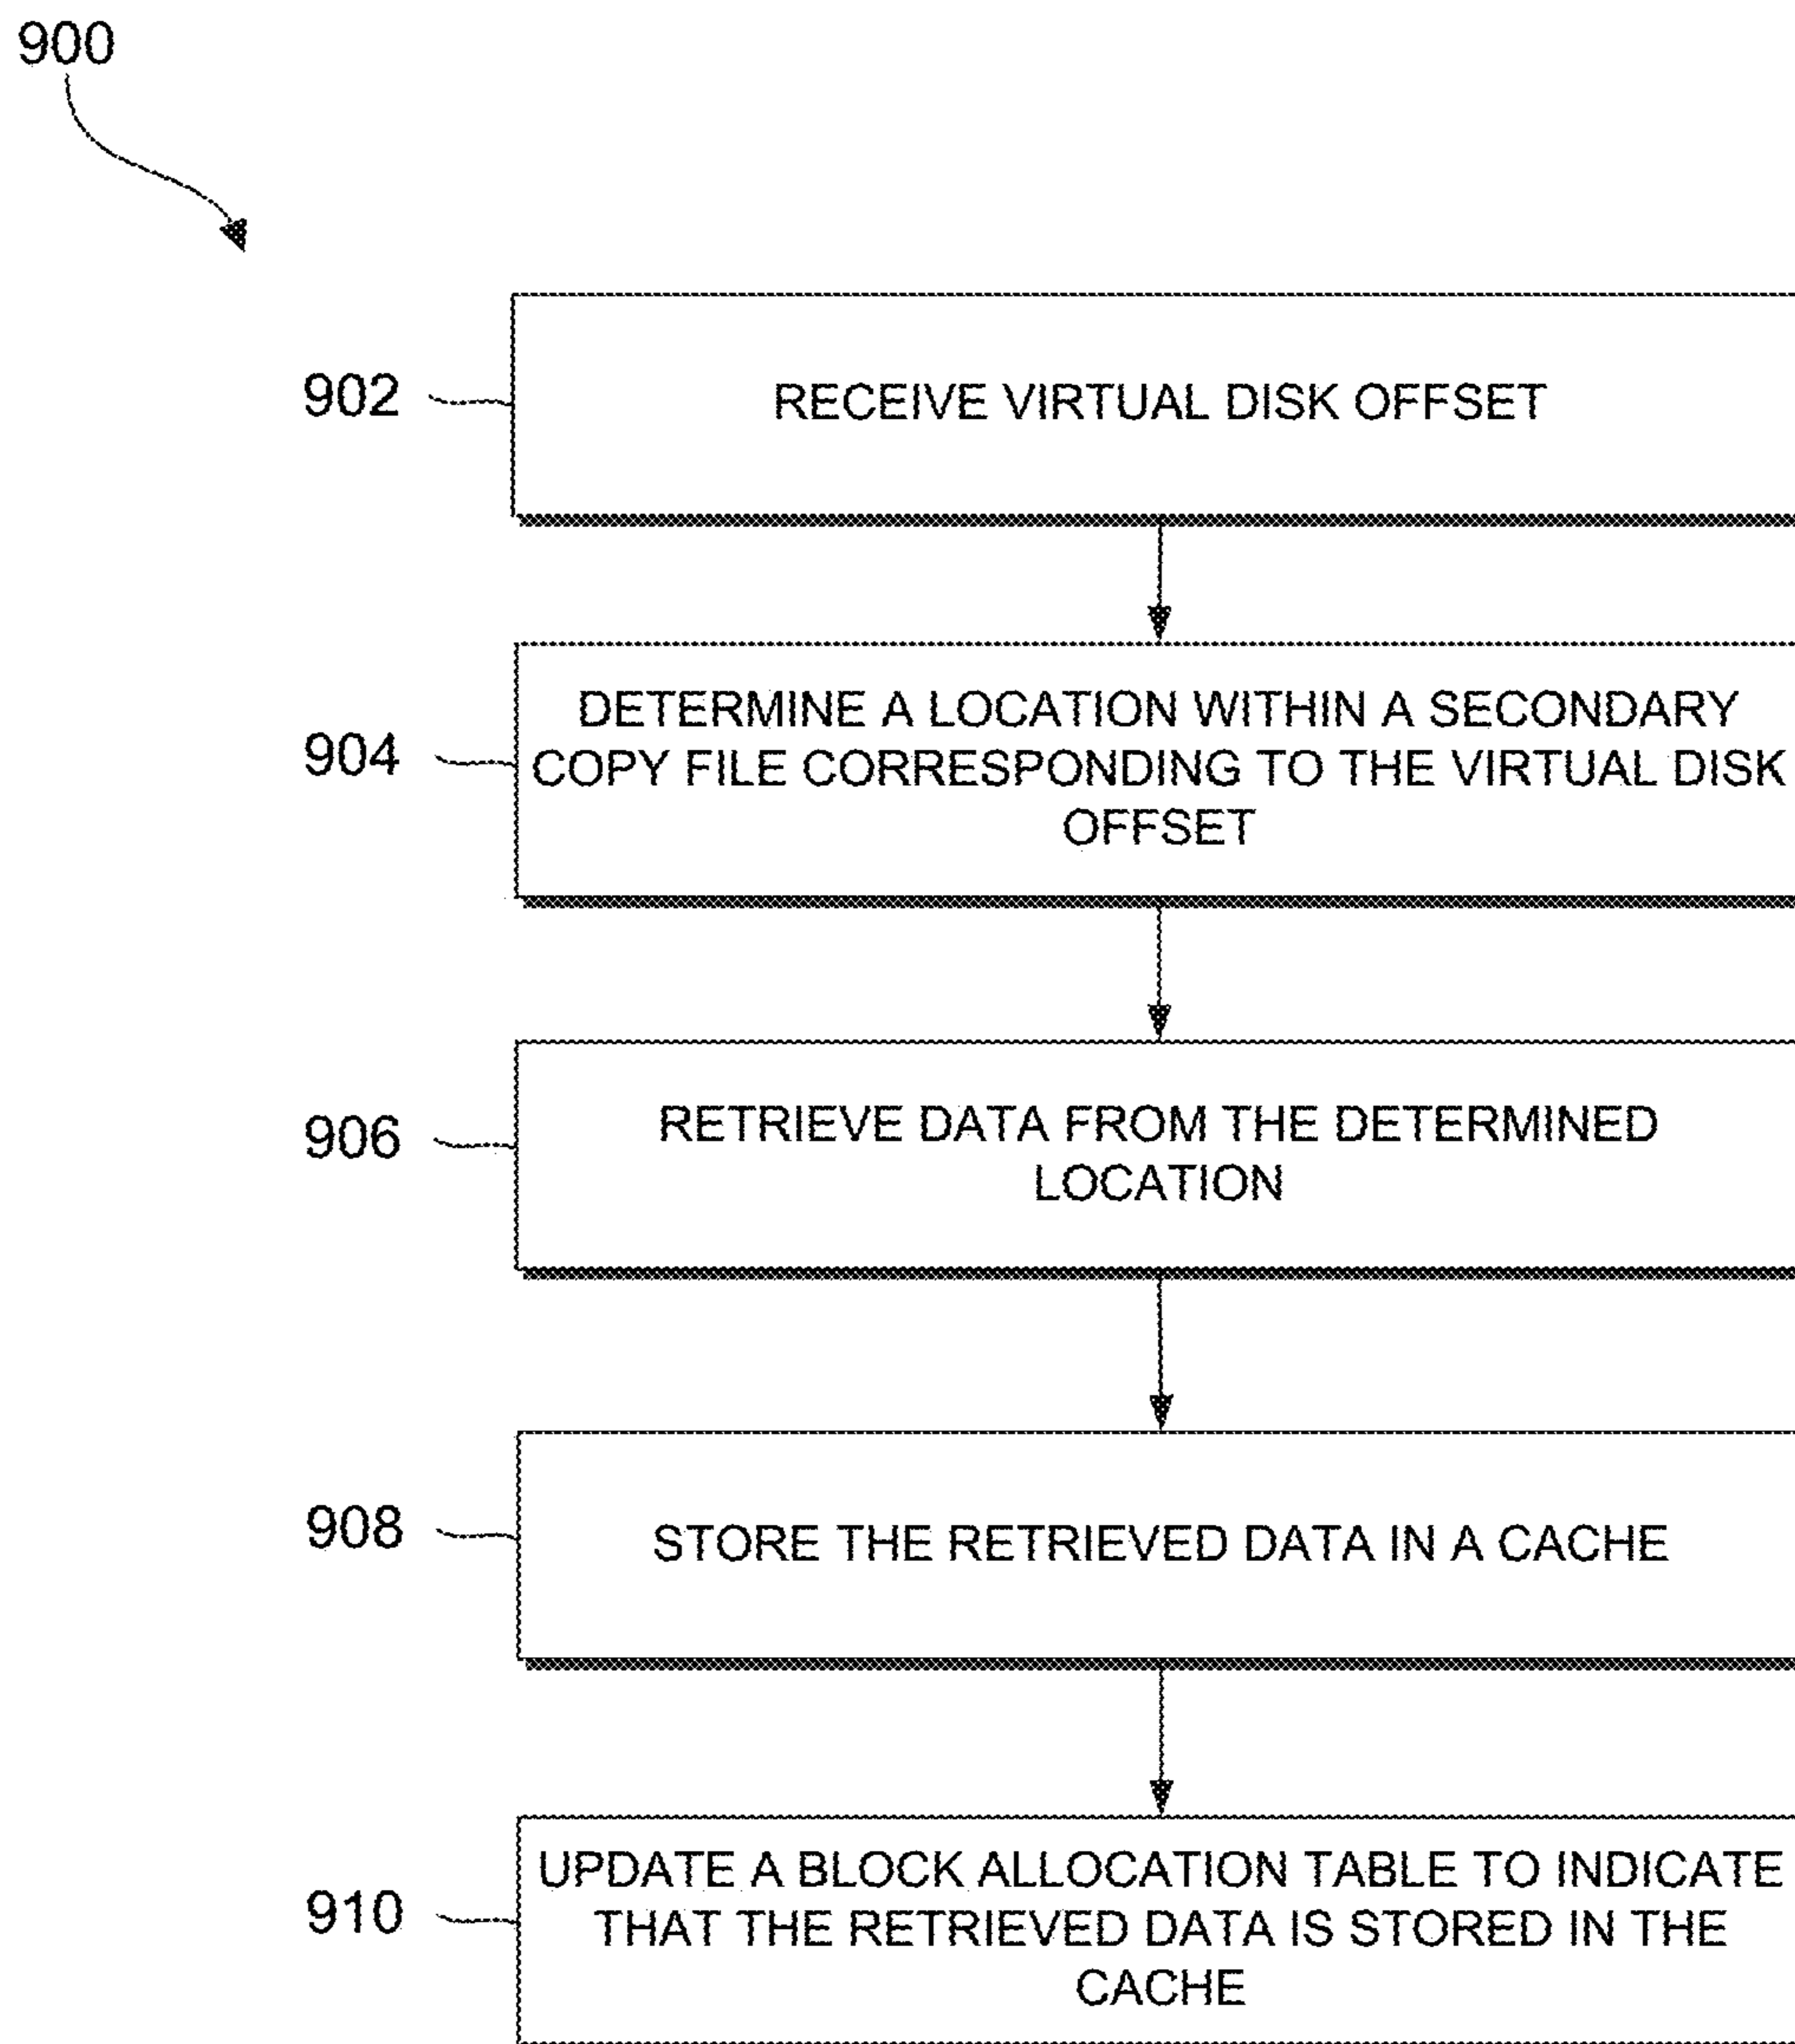 900
902
RECEIVE VIRTUAL DISK OFFSET
904
DETERMINE A LOCATION WITHIN A SECONDARY
COPY FILE CORRESPONDING TO THE VIRTUAL DISK
OFFSET
906
RETRIEVE DATA FROM THE DETERMINED
LOCATION
908
STORE THE RETRIEVED DATA IN A CACHE
910
UPDATE A BLOCK ALLOCATION TABLE TO INDICATE
THAT THE RETRIEVED DATA IS STORED IN THE
CACHE